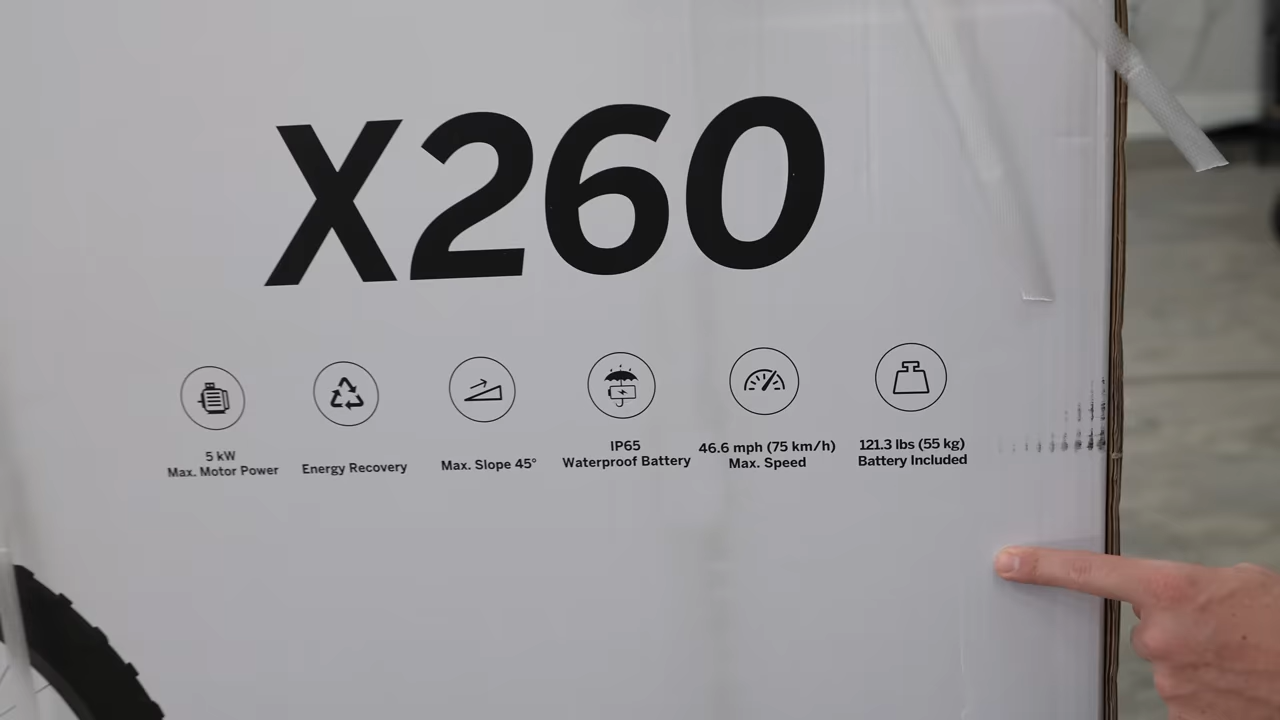 X260
5 kW
Max. Motor Power
Energy Recovery
Max. Slope 45°
IP65
Waterproof Battery
46.6 mph (75 km/h)
Max. Speed
121.3 lbs (55 kg)
Battery Included